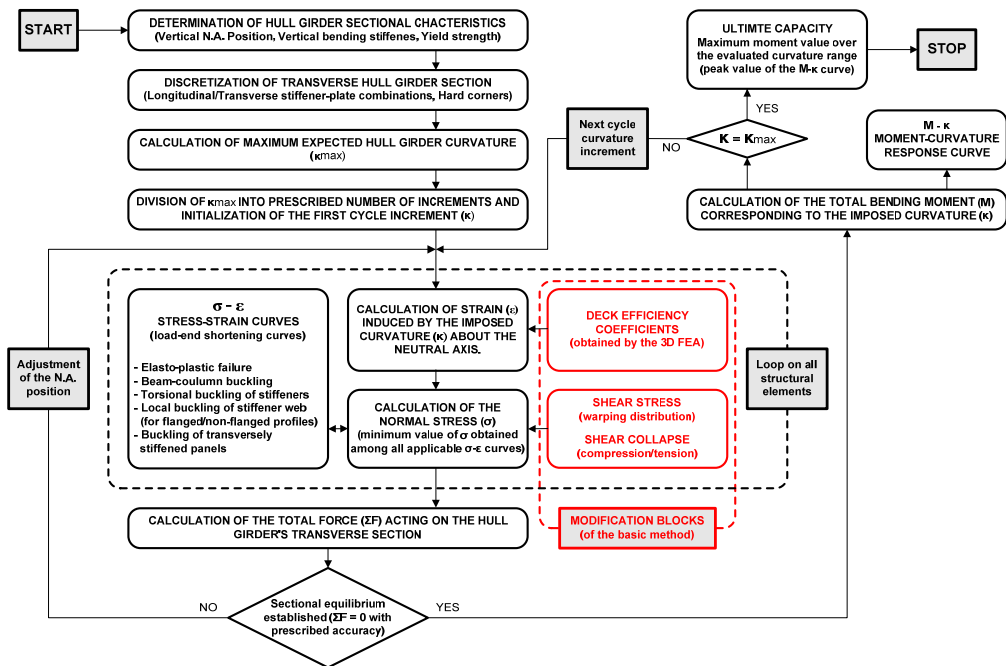 START
DETERMINATION OF HULL GIRDER SECTIONAL CHACTERISTICS
(Vertical N.A. Position, Vertical bending stiffenes, Yield strength)
DISCRETIZATION OF TRANSVERSE HULL GIRDER SECTION
(Longitudinal/Transverse stiffener-plate combinations, Hard corners)
CALCULATION OF MAXIMUM EXPECTED HULL GIRDER CURVATURE
(κmax)
DIVISION OF κmax INTO PRESCRIBED NUMBER OF INCREMENTS AND
INITIALIZATION OF THE FIRST CYCLE INCREMENT (κ)
ULTIMTE CAPACITY
Maximum moment value over
the evaluated curvature range
(peak value of the M-κ curve)
STOP
YES
Next cycle
curvature
increment
NO
K = Kmax
M - κ
MOMENT-CURVATURE
RESPONSE CURVE
CALCULATION OF THE TOTAL BENDING MOMENT (M)
CORRESPONDING TO THE IMPOSED CURVATURE (κ)
σ - ε
STRESS-STRAIN CURVES
(load-end shortening curves)
- Elasto-plastic failure
- Beam-coulumn buckling
- Torsional buckling of stiffeners
- Local buckling of stiffener web
(for flanged/non-flanged profiles)
- Buckling of transversely
stiffened panels
CALCULATION OF STRAIN (ε)
INDUCED BY THE IMPOSED
CURVATURE (κ) ABOUT THE
NEUTRAL AXIS.
DECK EFFICIENCY
COEFFICIENTS
(obtained by the 3D FEA)
Adjustment
of the N.A.
position
Loop on all
structural
elements
CALCULATION OF THE
NORMAL STRESS (σ)
(minimum value of σ obtained
among all applicable σ-ε curves)
SHEAR STRESS
(warping distribution)
SHEAR COLLAPSE
(compression/tension)
CALCULATION OF THE TOTAL FORCE (ΣF) ACTING ON THE HULL
GIRDER'S TRANSVERSE SECTION
MODIFICATION BLOCKS
(of the basic method)
NO
Sectional equilibrium
established (ΣF = 0 with
prescribed accuracy)
YES